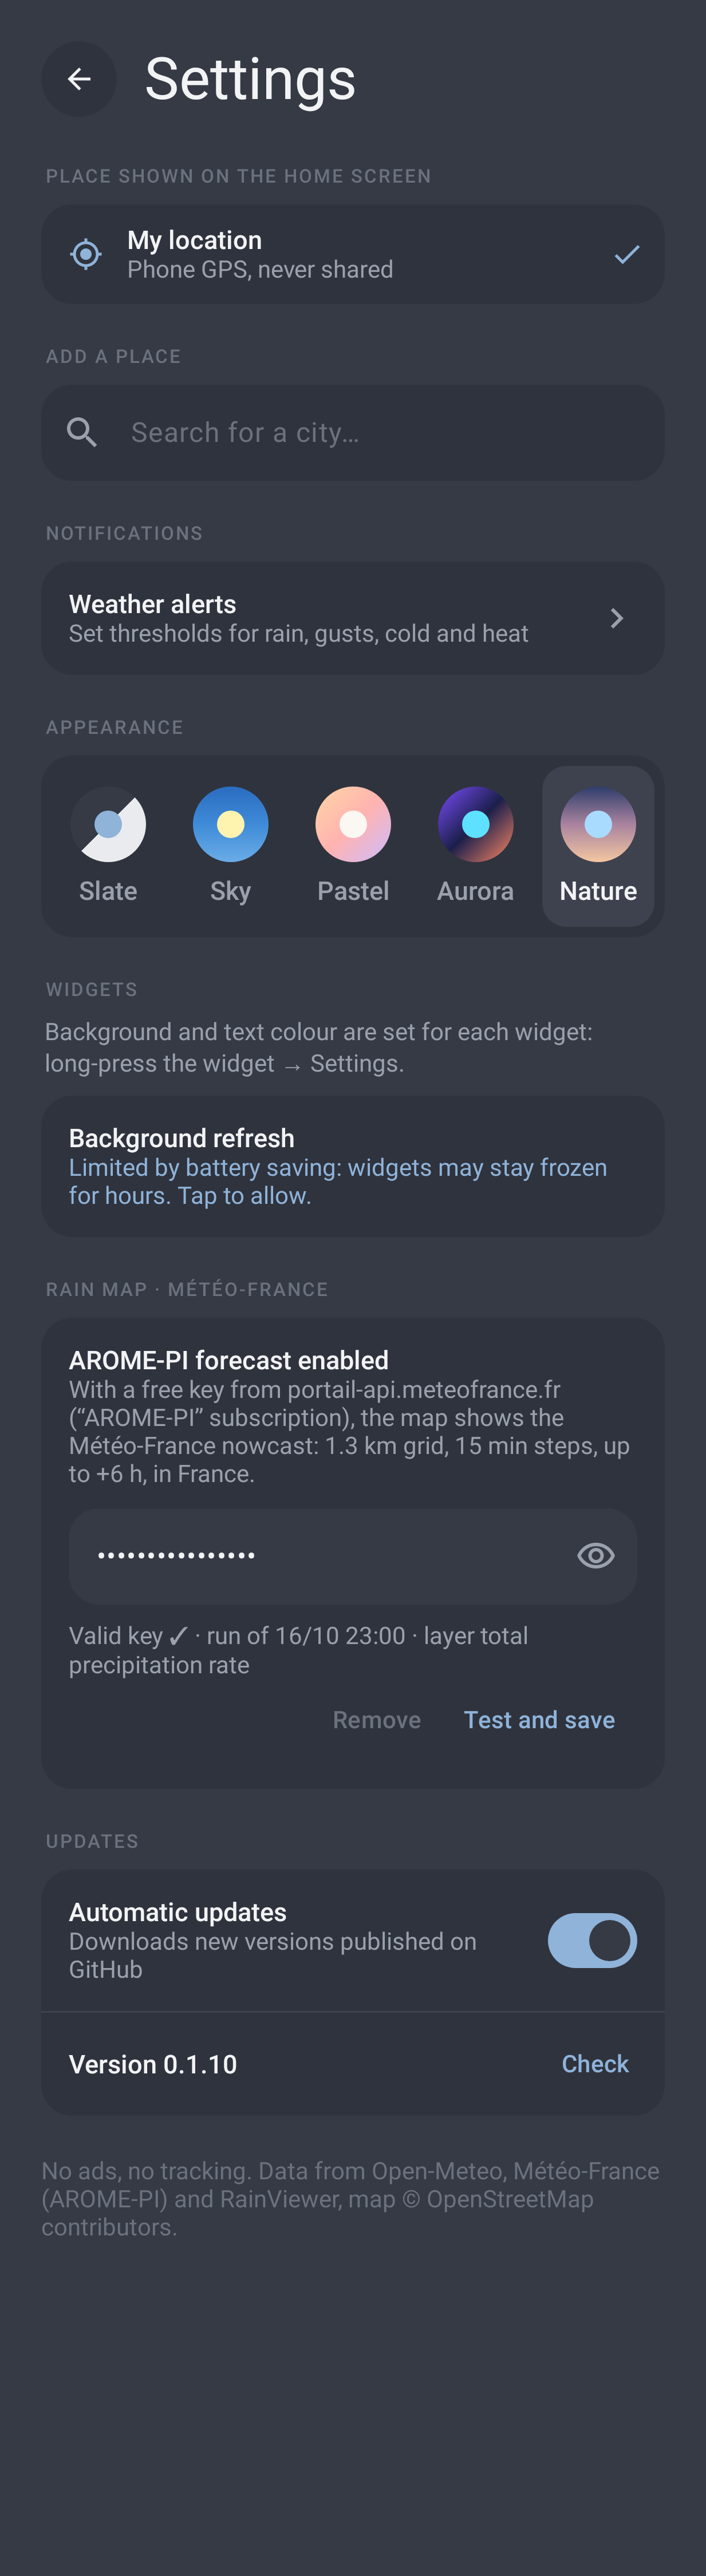 Settings
PLACE SHOWN ON THE HOME SCREEN
My location
Phone GPS, never shared
ADD A PLACE
Search for a city…
NOTIFICATIONS
Weather alerts
Set thresholds for rain, gusts, cold and heat
APPEARANCE
Slate Sky Pastel Aurora Nature
WIDGETS
Background and text colour are set for each widget:
long-press the widget → Settings.
Background refresh
Limited by battery saving: widgets may stay frozen
for hours. Tap to allow.
RAIN MAP · MÉTÉO-FRANCE
AROME-PI forecast enabled
With a free key from portail-api.meteofrance.fr
(“AROME-PI” subscription), the map shows the
Météo-France nowcast: 1.3 km grid, 15 min steps, up
to +6 h, in France.
••••••••••••••••
Valid key ✓ · run of 16/10 23:00 · layer total
precipitation rate
Remove Test and save
UPDATES
Automatic updates
Downloads new versions published on
GitHub
Version 0.1.10 Check
No ads, no tracking. Data from Open-Meteo, Météo-France
(AROME-PI) and RainViewer, map © OpenStreetMap
contributors.